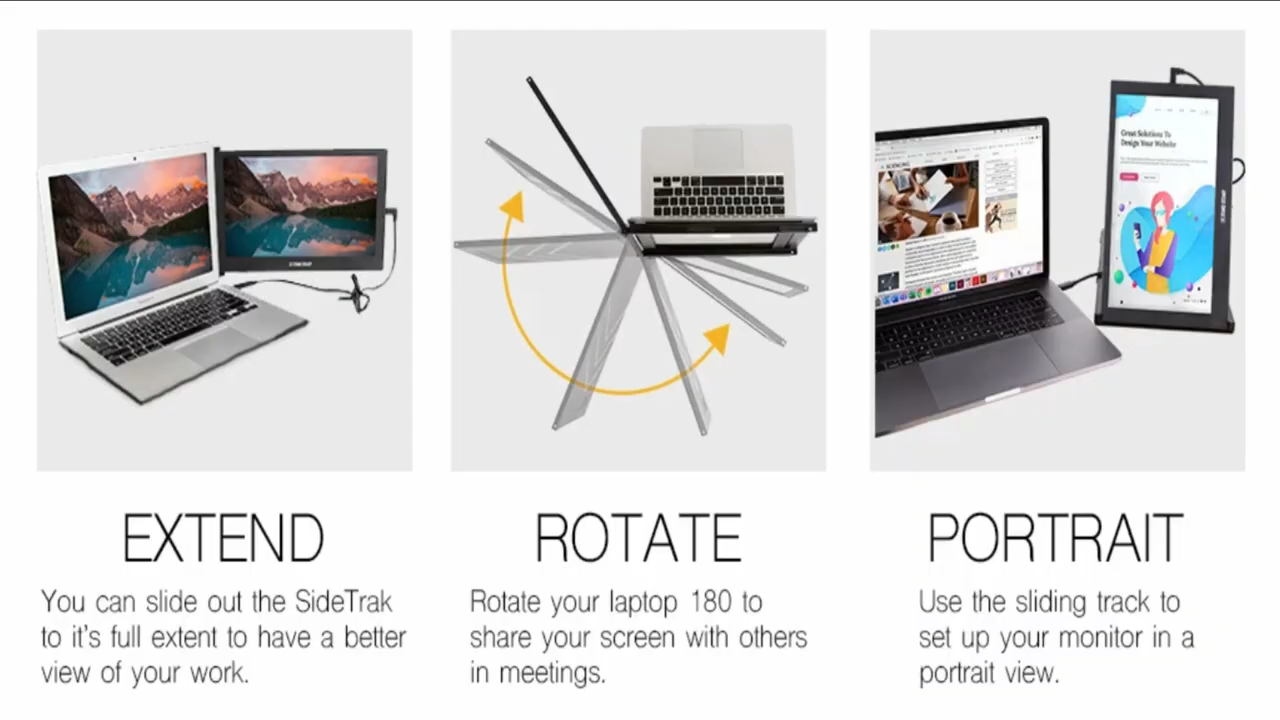 Great Solutions To
Design Your Website
EXTEND
You can slide out the SideTrak
to it's full extent to have a better
view of your work.
ROTATE
Rotate your laptop 180 to
share your screen with others
in meetings.
PORTRAIT
Use the sliding track to
set up your monitor in a
portrait view.